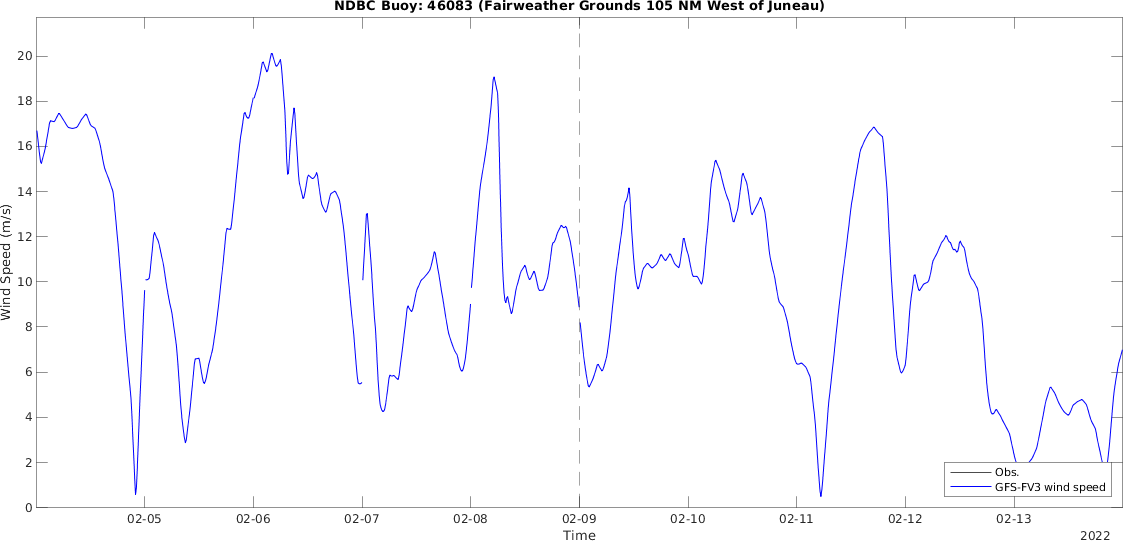 NDBC Buoy: 46083 (Fairweather Grounds 105 NM West of Juneau)
20
18
16
14
12
10
8
6
4
2
0
Wind Speed (m/s)
02-05 02-06 02-07 02-08 02-09 02-10 02-11 02-12 02-13
Time
2022
Obs.
GFS-FV3 wind speed